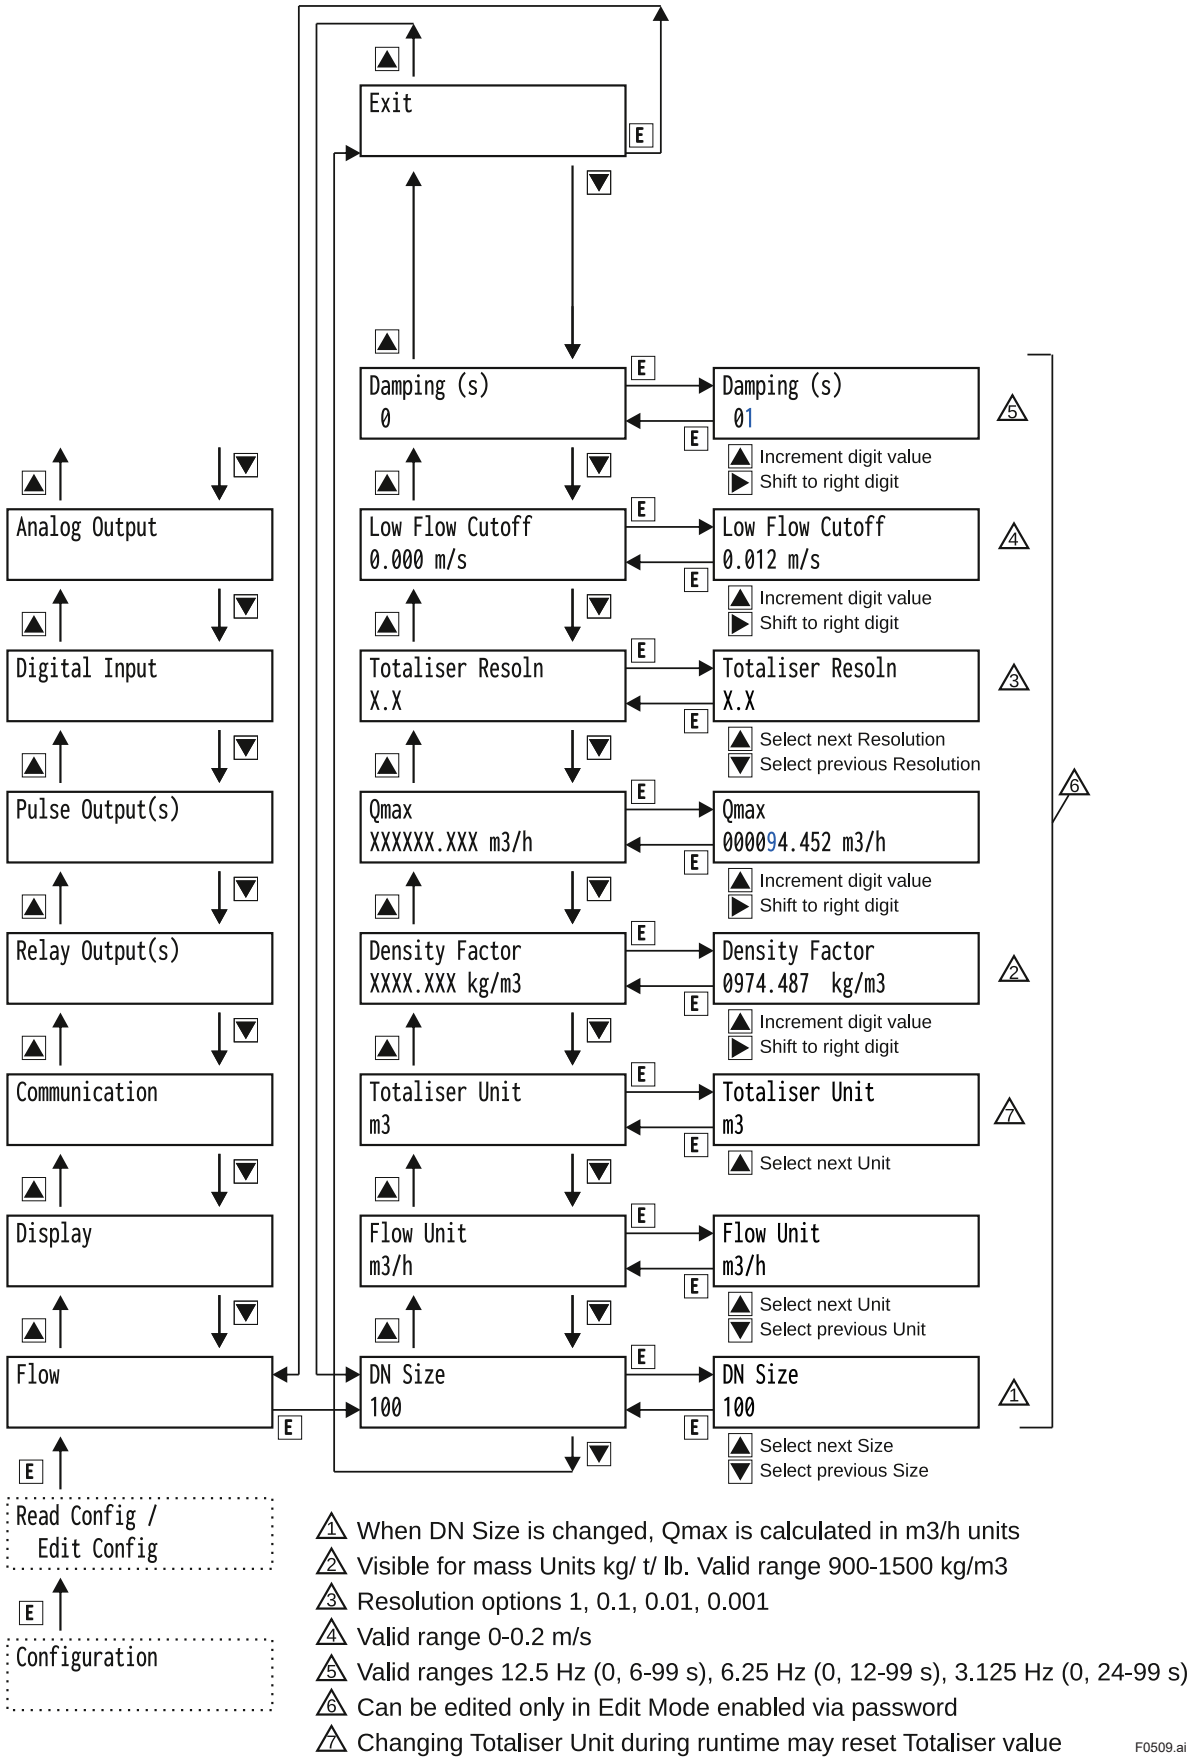 Exit
E
Damping (s)
0
E
E
Damping (s)
01
5
Increment digit value
Shift to right digit
Analog Output
Low Flow Cutoff
0.000 m/s
E
E
Low Flow Cutoff
0.012 m/s
4
Increment digit value
Shift to right digit
Digital Input
Totaliser Resoln
X.X
E
E
Totaliser Resoln
X.X
3
Select next Resolution
Select previous Resolution
6
Pulse Output(s)
Qmax
XXXXXX.XXX m3/h
E
E
Qmax
000094.452 m3/h
Increment digit value
Shift to right digit
Relay Output(s)
Density Factor
XXXX.XXX kg/m3
E
E
Density Factor
0974.487 kg/m3
2
Increment digit value
Shift to right digit
Communication
Totaliser Unit
m3
E
E
Totaliser Unit
m3
7
Select next Unit
Display
Flow Unit
m3/h
E
E
Flow Unit
m3/h
Select next Unit
Select previous Unit
Flow
E
DN Size
100
E
E
DN Size
100
1
Select next Size
Select previous Size
E
Read Config /
Edit Config
E
Configuration
1 When DN Size is changed, Qmax is calculated in m3/h units
2 Visible for mass Units kg/ t/ lb. Valid range 900-1500 kg/m3
3 Resolution options 1, 0.1, 0.01, 0.001
4 Valid range 0-0.2 m/s
5 Valid ranges 12.5 Hz (0, 6-99 s), 6.25 Hz (0, 12-99 s), 3.125 Hz (0, 24-99 s)
6 Can be edited only in Edit Mode enabled via password
7 Changing Totaliser Unit during runtime may reset Totaliser value
F0509.ai